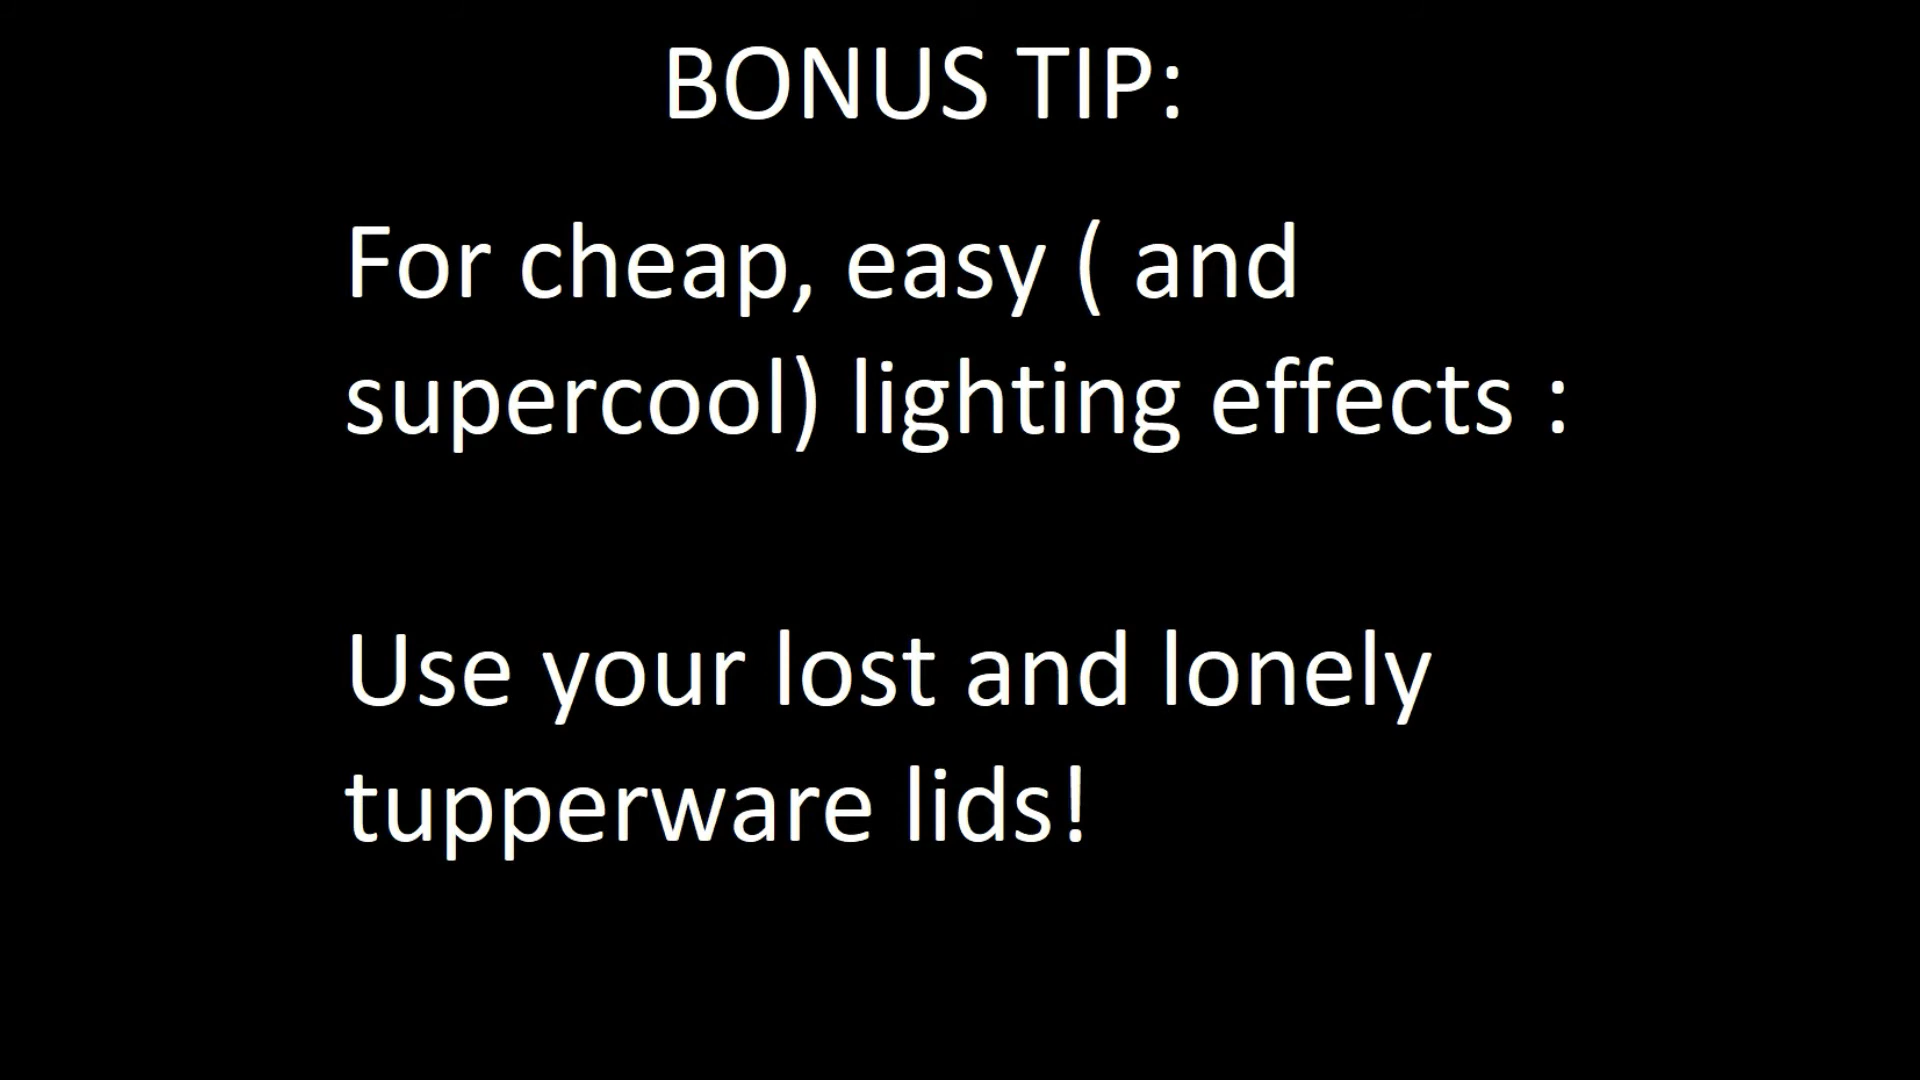 BONUS TIP:
For cheap, easy ( and
supercool) lighting effects :
Use your lost and lonely
tupperware lids!